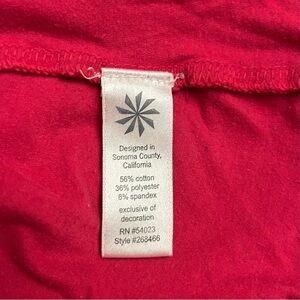 Designed in
Sonoma County,
California
56% cotton
36% polyester
8% spandex
exclusive of
decoration
RN #54023
Style #268466